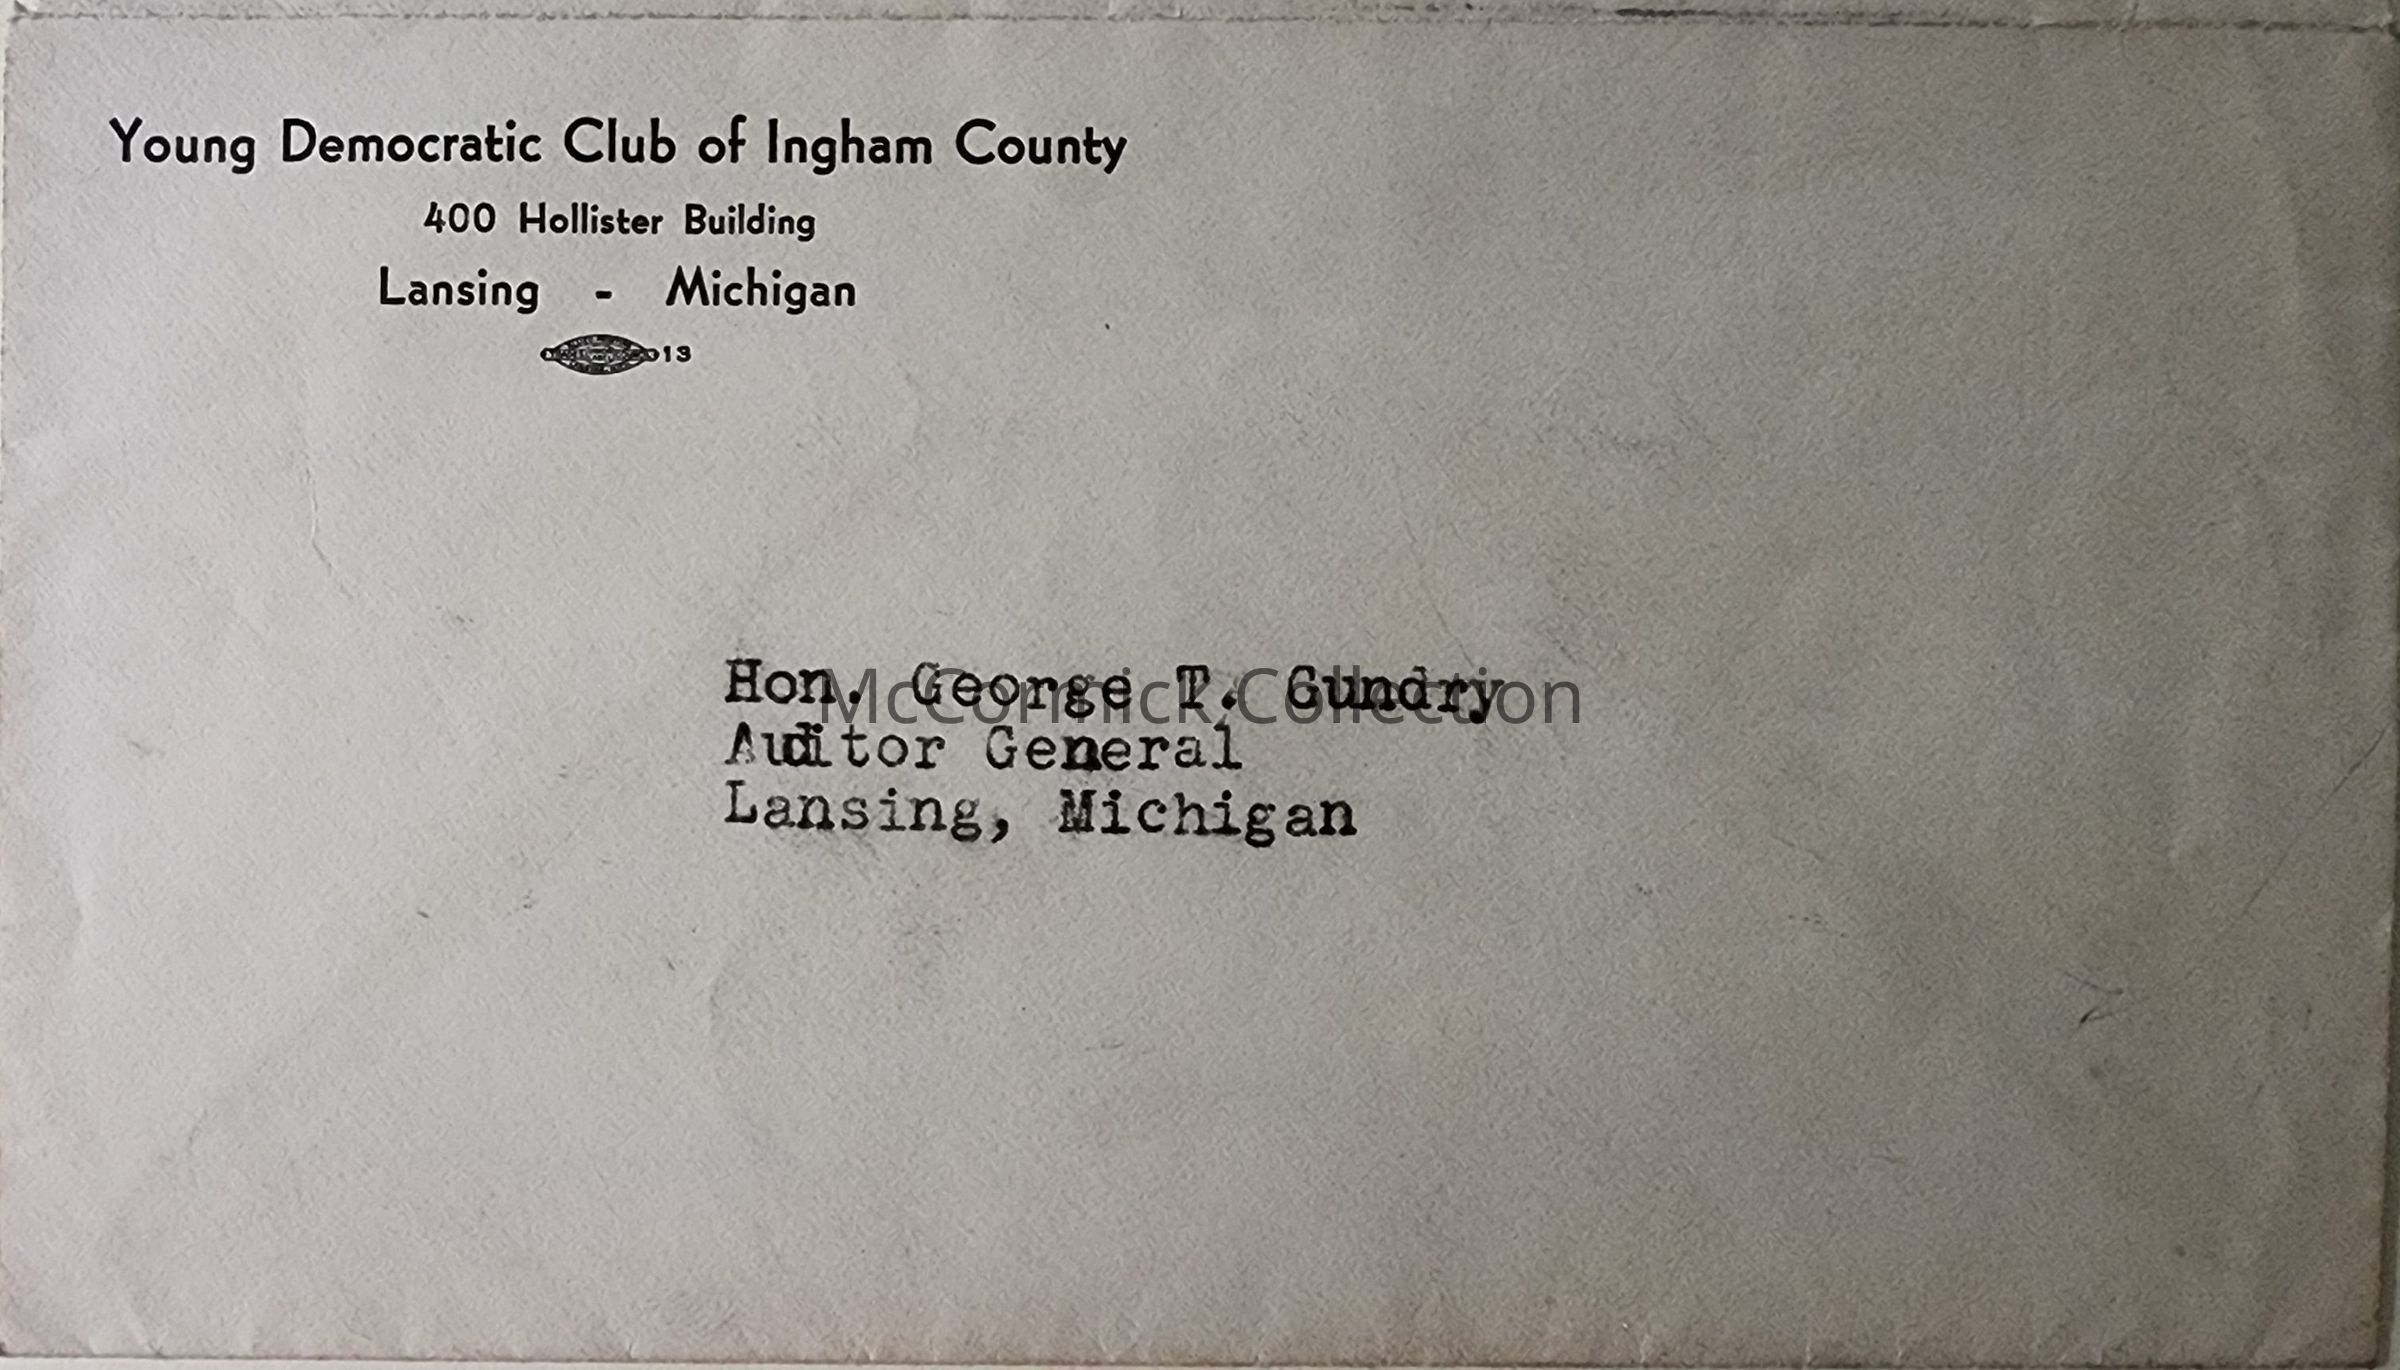 Young Democratic Club of Ingham County
400 Hollister Building
Lansing - Michigan
13
Hon. George T. Gundry
McCormick Collection
Auditor General
Lansing, Michigan